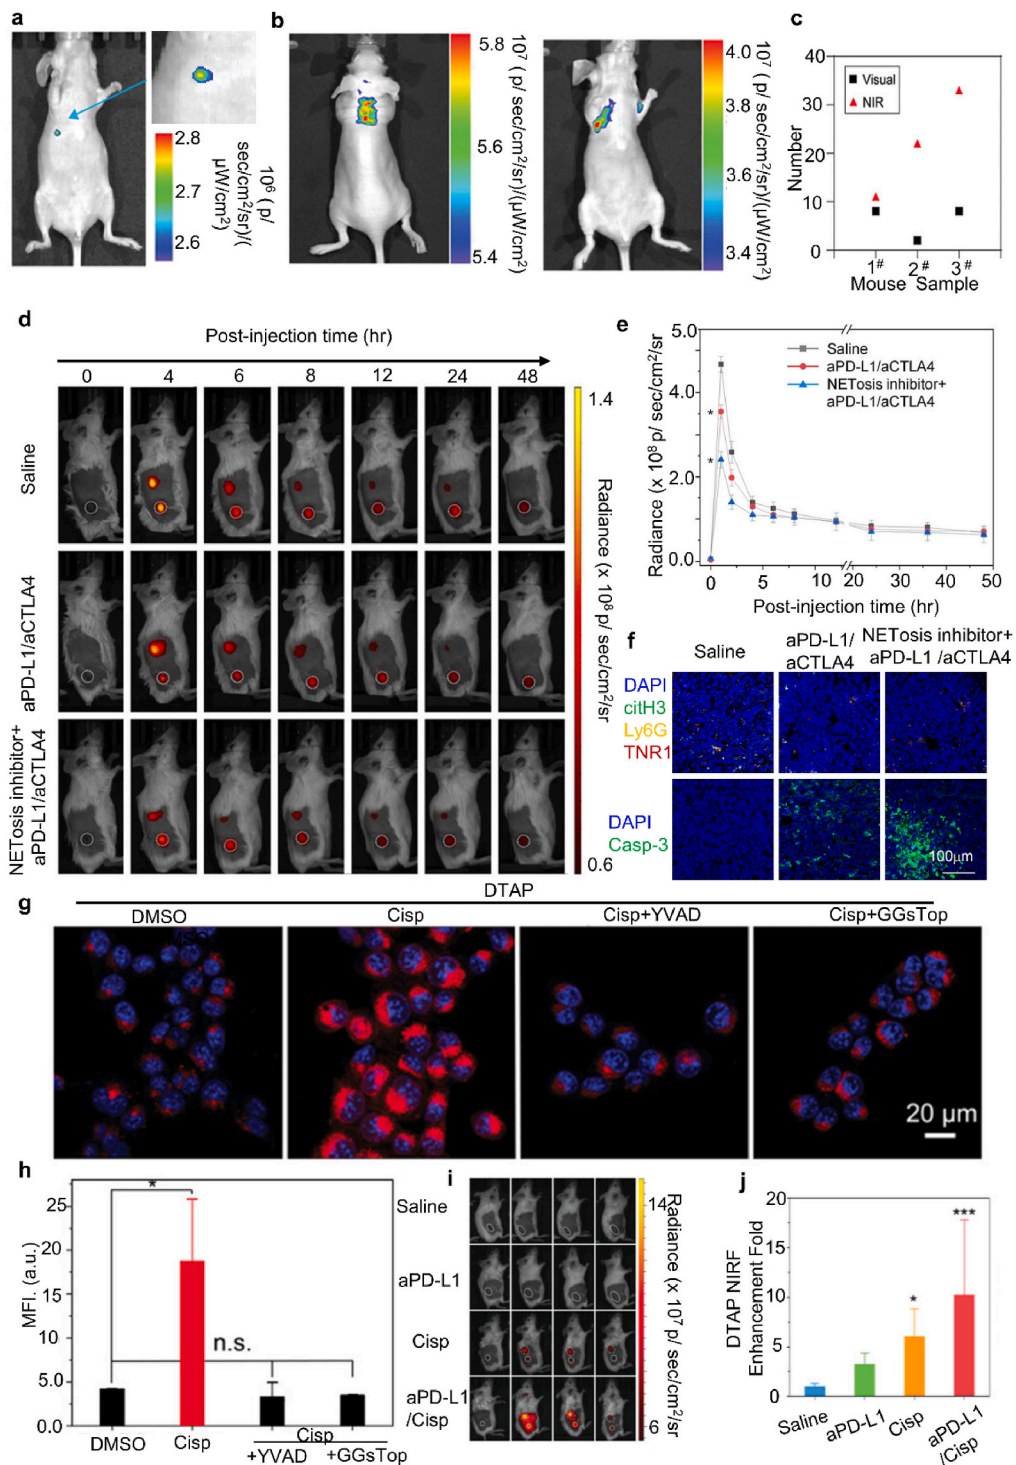 a
2.8
2.7
2.6
10⁶ ( p/
sec/cm²/sr)/(
μW/cm²)
b
5.8
5.6
5.4
10⁷ ( p/ sec/cm²/sr)/(μW/cm²)
4.0
3.8
3.6
3.4
10⁷ ( p/ sec/cm²/sr)/(μW/cm²)
c
40
30
20
10
0
Number
Visual
NIR
1# 2# 3#
Mouse Sample
d
Post-injection time (hr)
0 4 6 8 12 24 48
Saline
aPD-L1/aCTLA4
NETosis inhibitor+
aPD-L1/aCTLA4
1.4
0.6
Radiance (x 10⁸ p/ sec/cm²/sr
e
5.0
4.0
2.0
0.0
Radiance (x 10⁸ p/ sec/cm²/sr
Saline
aPD-L1/aCTLA4
NETosis inhibitor+
aPD-L1/aCTLA4
*
*
0 5 10 20 30 40 50
Post-injection time (hr)
f
Saline
aPD-L1/
aCTLA4
NETosis inhibitor+
aPD-L1 /aCTLA4
DAPI
citH3
Ly6G
TNR1
DAPI
Casp-3
100μm
g
DTAP
DMSO Cisp Cisp+YVAD Cisp+GGsTop
20 μm
h
25
20
15
10
5.0
0.0
MFI. (a.u.)
*
n.s.
DMSO Cisp
Cisp
+YVAD +GGsTop
i
Saline
aPD-L1
Cisp
aPD-L1
/Cisp
14
6
Radiance (x 10⁷ p/ sec/cm²/sr
j
20
15
10
5
0
DTAP NIRF
Enhancement Fold
*
***
Saline
aPD-L1
Cisp
aPD-L1
/Cisp